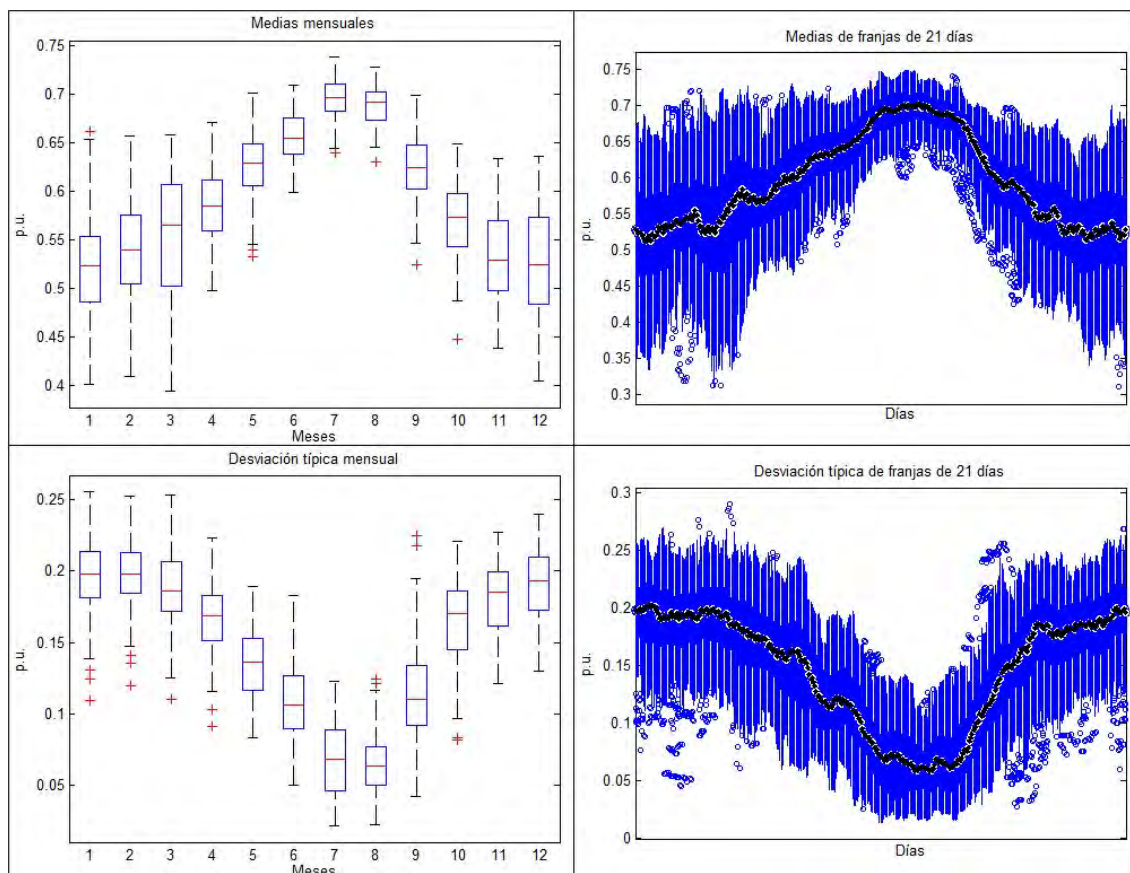 Medias mensuales
0.75
0.7
0.65
0.6
0.55
0.5
0.45
0.4
p.u.
1 2 3 4 5 6 7 8 9 10 11 12
Meses
Medias de franjas de 21 días
0.75
0.7
0.65
0.6
0.55
0.5
0.45
0.4
0.35
0.3
p.u.
Días
Desviación típica mensual
0.25
0.2
0.15
0.1
0.05
p.u.
1 2 3 4 5 6 7 8 9 10 11 12
Meses
Desviación típica de franjas de 21 días
0.3
0.25
0.2
0.15
0.1
0.05
0
p.u.
Días